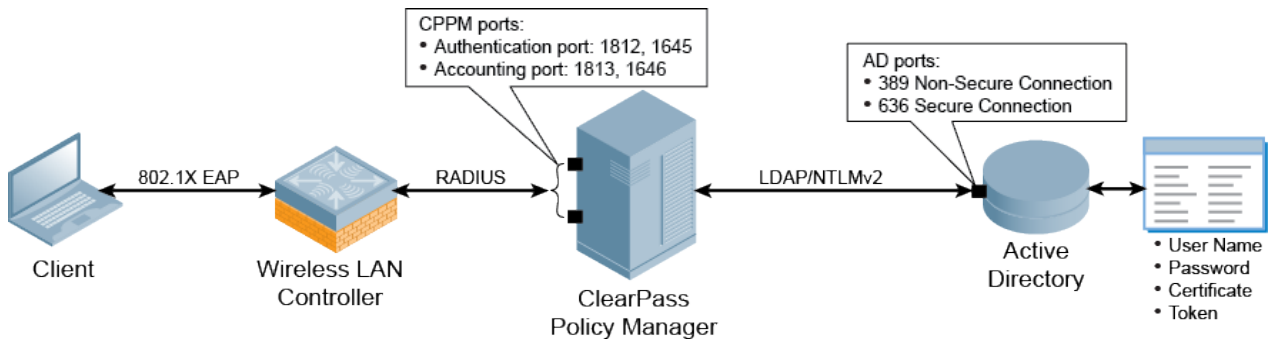 CPPM ports:
• Authentication port: 1812, 1645
• Accounting port: 1813, 1646
AD ports:
• 389 Non-Secure Connection
• 636 Secure Connection
802.1X EAP
RADIUS
LDAP/NTLMv2
Client
Wireless LAN
Controller
ClearPass
Policy Manager
Active
Directory
• User Name
• Password
• Certificate
• Token